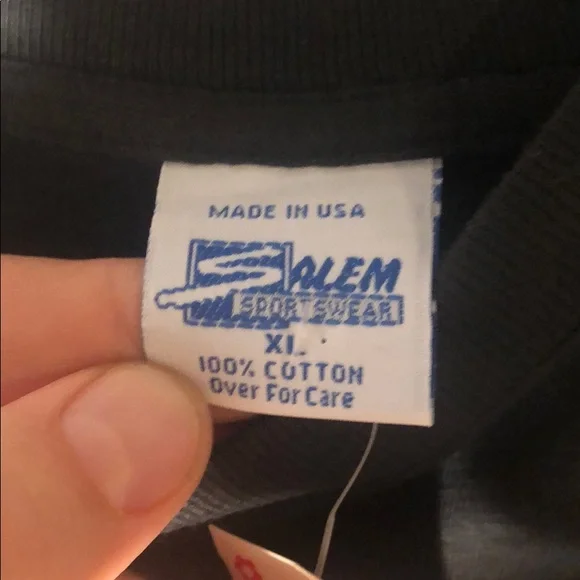 MADE IN USA
SALEM
SPORTSWEAR
XL
100% COTTON
Over For Care